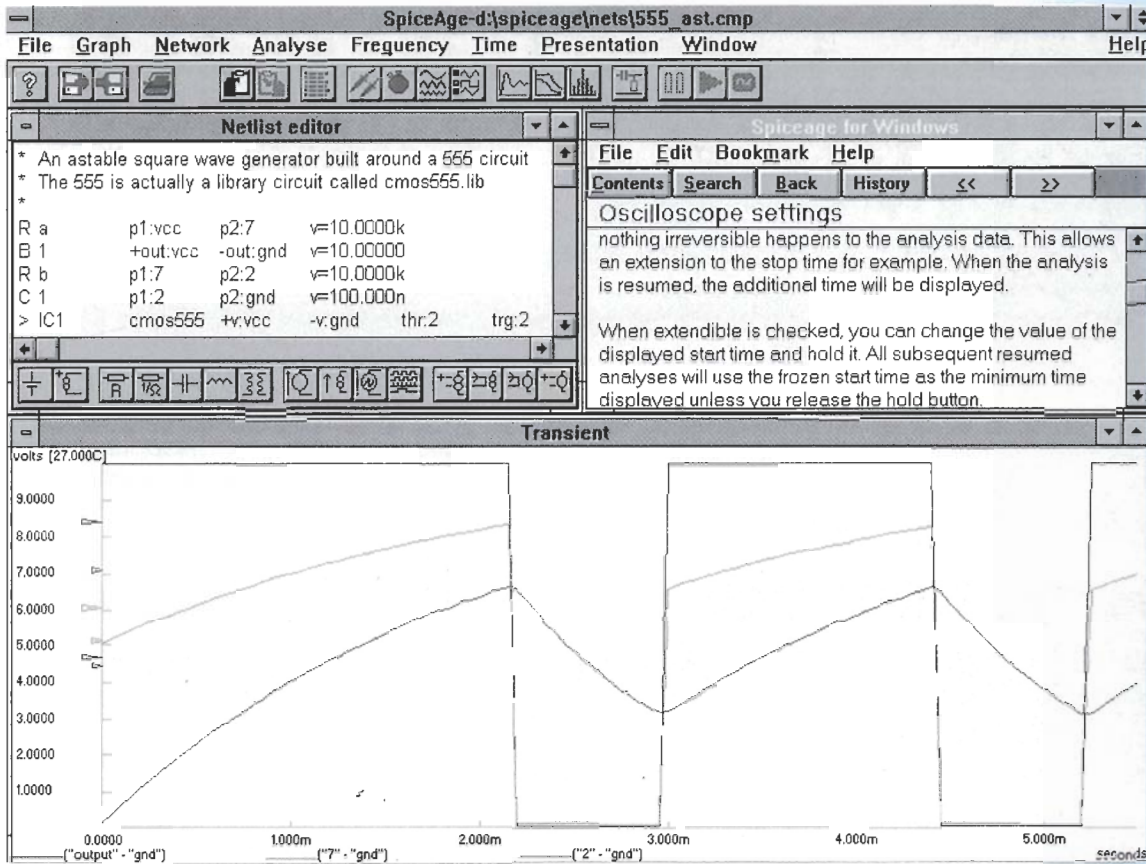 SpiceAge-d:\spiceage\nets\555_ast.cmp
File Graph Network Analyse Frequency Time Presentation Window Help
Netlist editor
* An astable square wave generator built around a 555 circuit
* The 555 is actually a library circuit called cmos555.lib
*
R a p1:vcc p2:7 v=10.0000k
B 1 +out:vcc -out:gnd v=10.00000
R b p1:7 p2:2 v=10.0000k
C 1 p1:2 p2:gnd v=100.000n
> IC1 cmos555 +v:vcc -v:gnd thr:2 trg:2
Spiceage for Windows
File Edit Bookmark Help
Contents Search Back History << >>
Oscilloscope settings
nothing irreversible happens to the analysis data. This allows
an extension to the stop time for example. When the analysis
is resumed, the additional time will be displayed.
When extendible is checked, you can change the value of the
displayed start time and hold it. All subsequent resumed
analyses will use the frozen start time as the minimum time
displayed unless you release the hold button.
Transient
volts [27.000C]
9.0000
8.0000
7.0000
6.0000
5.0000
4.0000
3.0000
2.0000
1.0000
0.0000 1.000m 2.000m 3.000m 4.000m 5.000m
("output" - "gnd") ("7" - "gnd") ("2" - "gnd") seconds